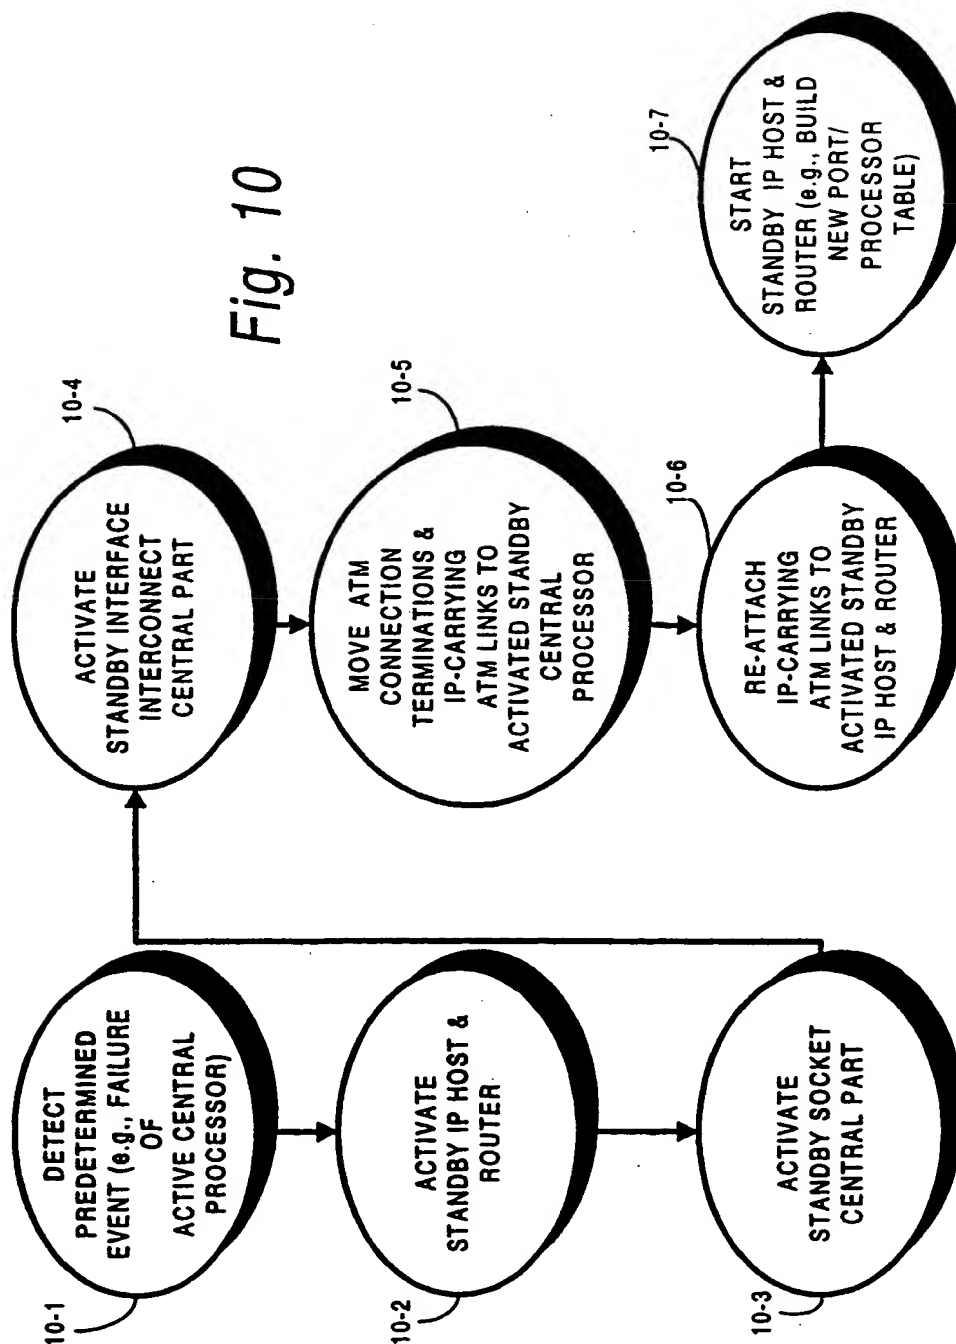 Fig. 10
10-1
DETECT
PREDETERMINED
EVENT (e.g., FAILURE
OF
ACTIVE CENTRAL
PROCESSOR)
10-2
ACTIVATE
STANDBY IP HOST &
ROUTER
10-3
ACTIVATE
STANDBY SOCKET
CENTRAL PART
10-4
ACTIVATE
STANDBY INTERFACE
INTERCONNECT
CENTRAL PART
10-5
MOVE ATM
CONNECTION
TERMINATIONS &
IP-CARRYING
ATM LINKS TO
ACTIVATED STANDBY
CENTRAL
PROCESSOR
10-6
RE-ATTACH
IP-CARRYING
ATM LINKS TO
ACTIVATED STANDBY
IP HOST & ROUTER
10-7
START
STANDBY IP HOST &
ROUTER (e.g., BUILD
NEW PORT/
PROCESSOR
TABLE)